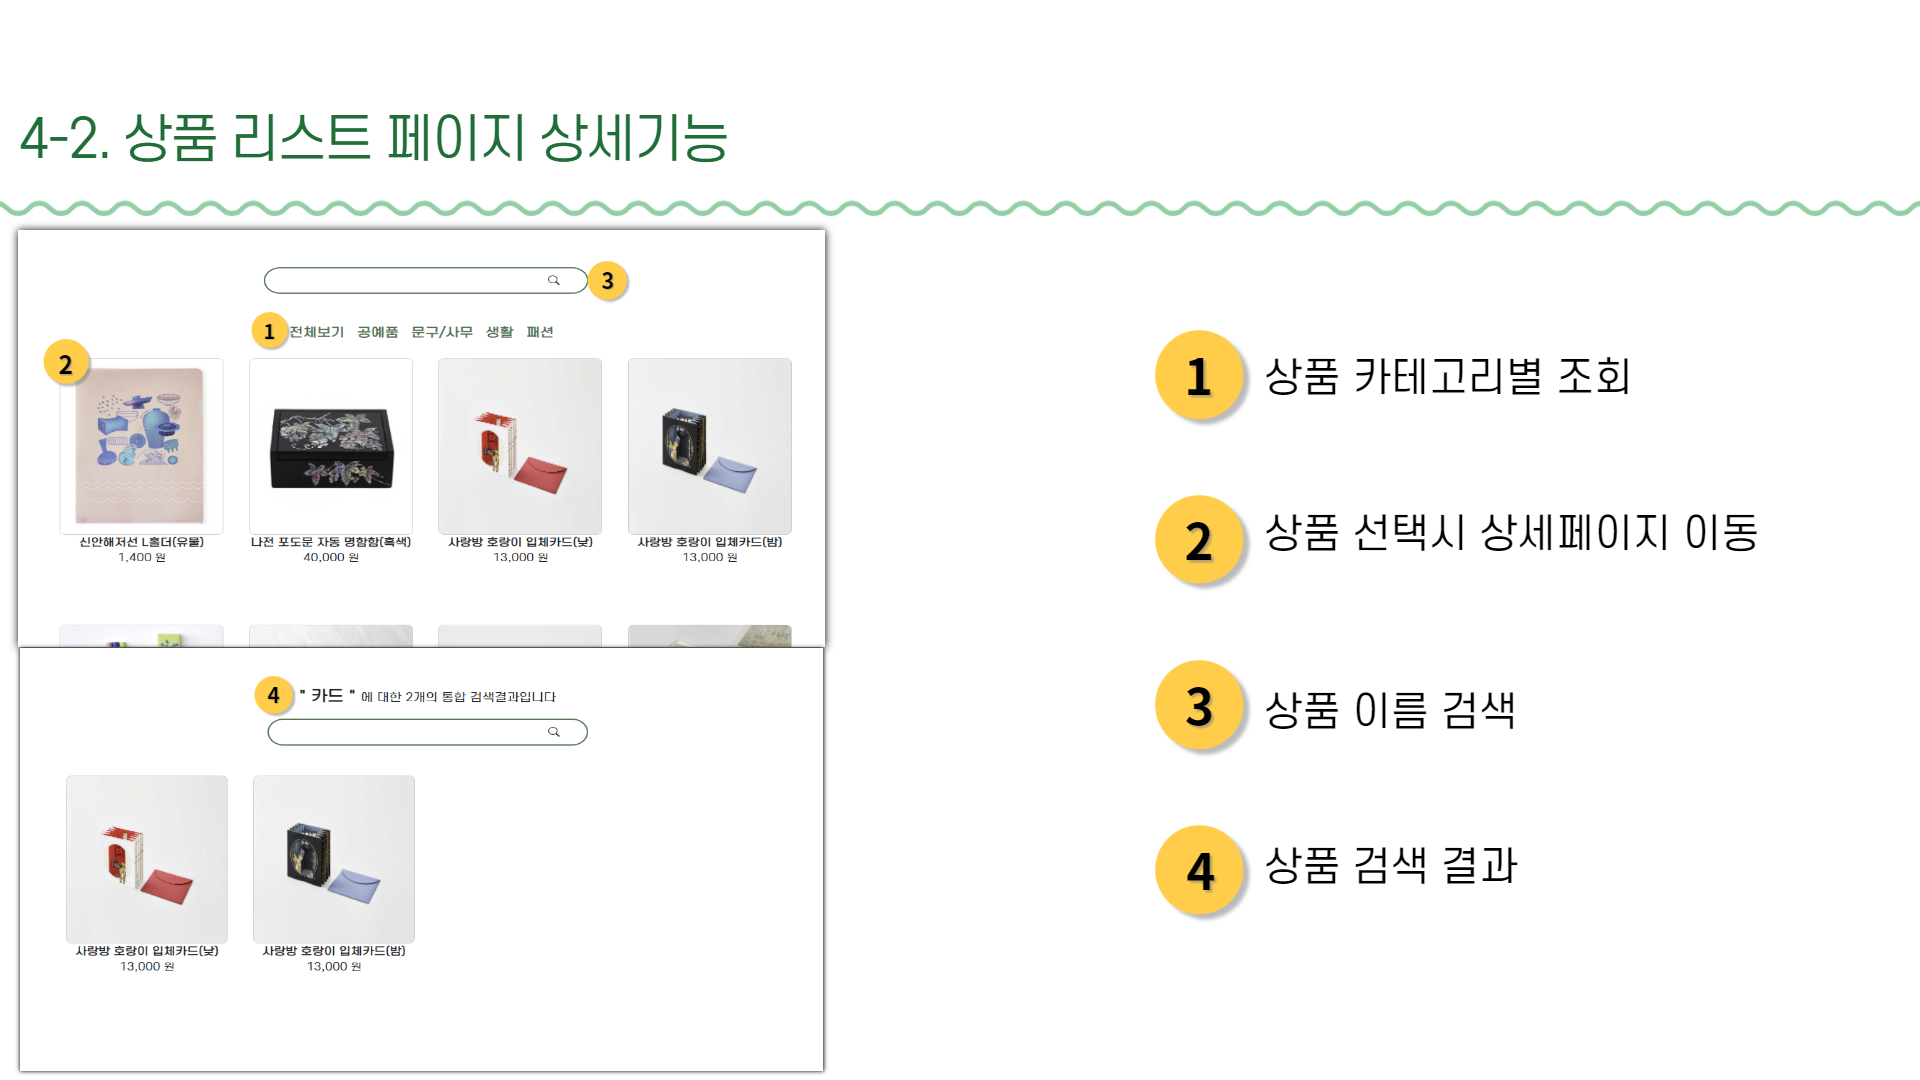 4-2. 상품 리스트 페이지 상세기능
3
1 전체보기 공예품 문구/사무 생활 패션
2
신안해저선 L홀더(유물) 나전 포도문 자동 명함함(흑색) 사랑방 호랑이 입체카드(낮) 사랑방 호랑이 입체카드(밤)
1,400 원 40,000 원 13,000 원 13,000 원
4 " 카드 " 에 대한 2개의 통합 검색결과입니다
사랑방 호랑이 입체카드(낮) 사랑방 호랑이 입체카드(밤)
13,000 원 13,000 원
1 상품 카테고리별 조회
2 상품 선택시 상세페이지 이동
3 상품 이름 검색
4 상품 검색 결과